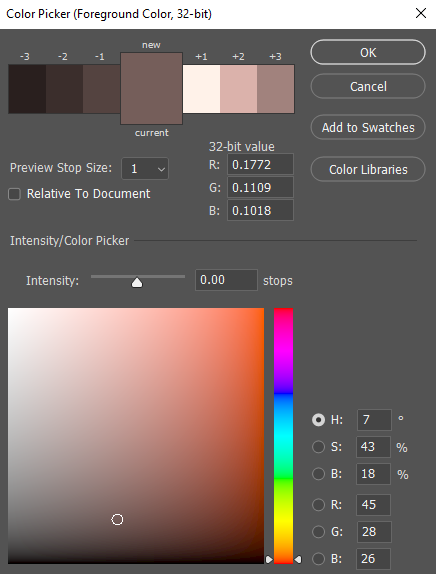 Color Picker (Foreground Color, 32-bit)
new
-3 -2 -1 +1 +2 +3
current
OK
Cancel
Add to Swatches
Color Libraries
32-bit value
Preview Stop Size: 1
R: 0.1772
Relative To Document
G: 0.1109
B: 0.1018
Intensity/Color Picker
Intensity: 0.00 stops
H: 7 °
S: 43 %
B: 18 %
R: 45
G: 28
B: 26